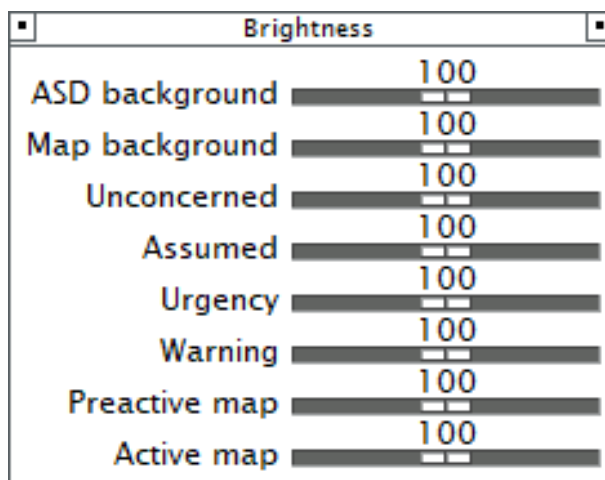 Brightness
100
ASD background
100
Map background
100
Unconcerned
100
Assumed
100
Urgency
100
Warning
100
Preactive map
100
Active map